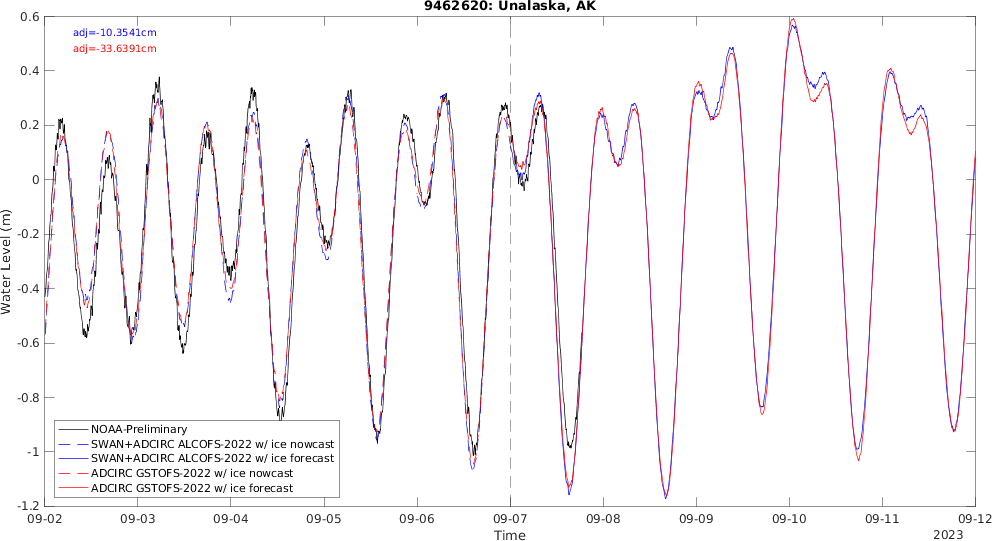 9462620: Unalaska, AK
adj=-10.3541cm
adj=-33.6391cm
Water Level (m)
0.6
0.4
0.2
0
-0.2
-0.4
-0.6
-0.8
-1
-1.2
NOAA-Preliminary
SWAN+ADCIRC ALCOFS-2022 w/ ice nowcast
SWAN+ADCIRC ALCOFS-2022 w/ ice forecast
ADCIRC GSTOFS-2022 w/ ice nowcast
ADCIRC GSTOFS-2022 w/ ice forecast
09-02 09-03 09-04 09-05 09-06 09-07 09-08 09-09 09-10 09-11 09-12
Time
2023